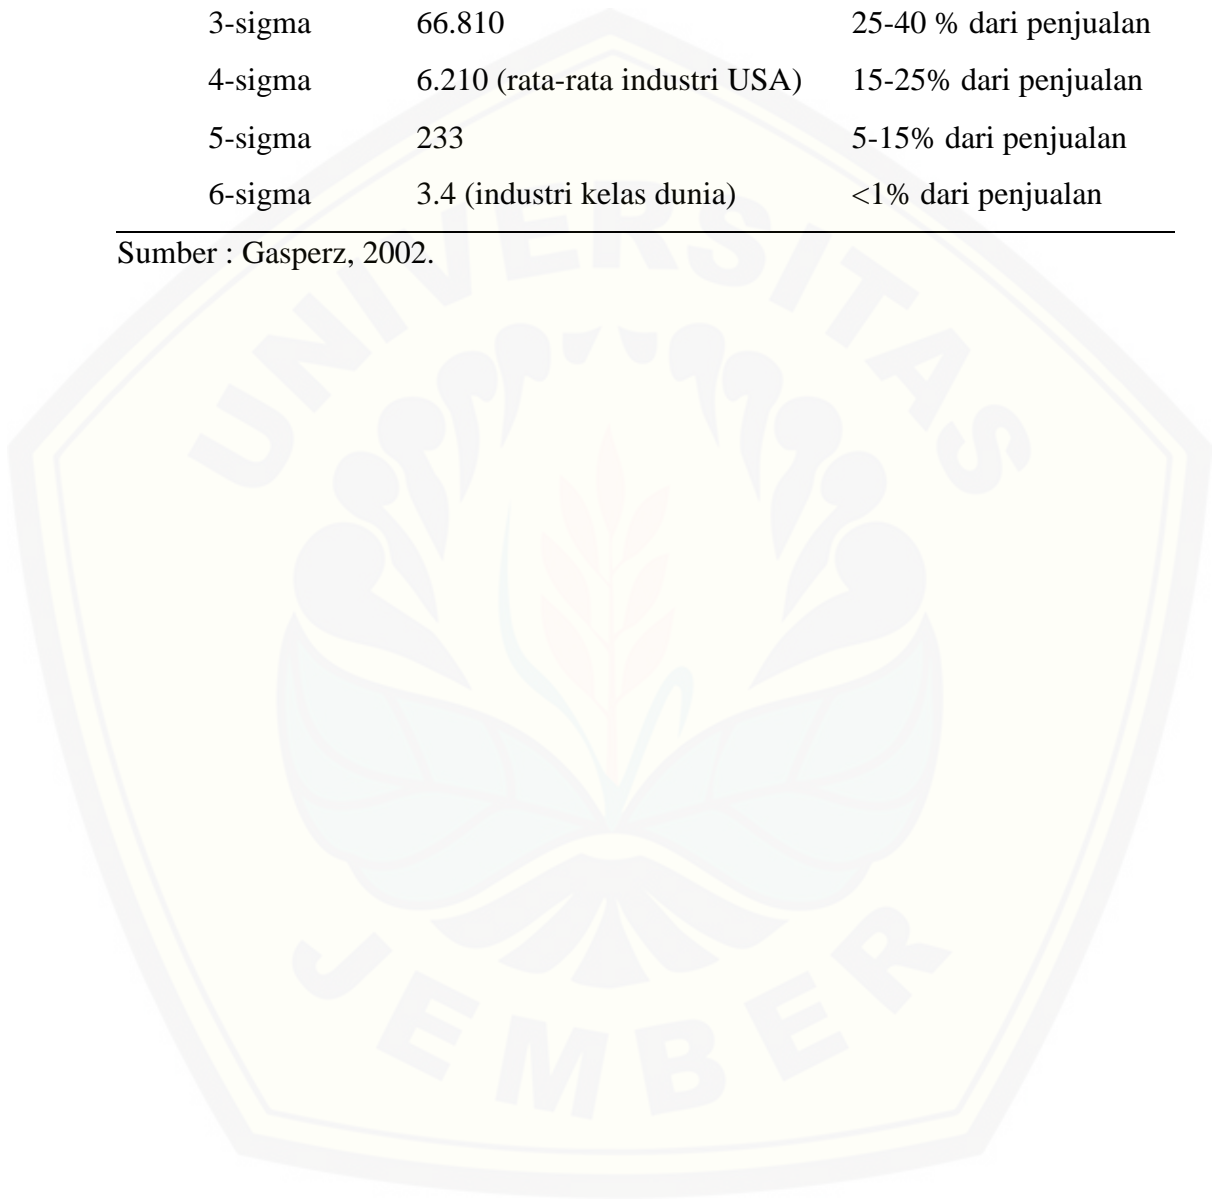 3-sigma 66.810 25-40 % dari penjualan
4-sigma 6.210 (rata-rata industri USA) 15-25% dari penjualan
5-sigma 233 5-15% dari penjualan
6-sigma 3.4 (industri kelas dunia) <1% dari penjualan
Sumber : Gasperz, 2002.
UNIVERSITAS
JEMBER